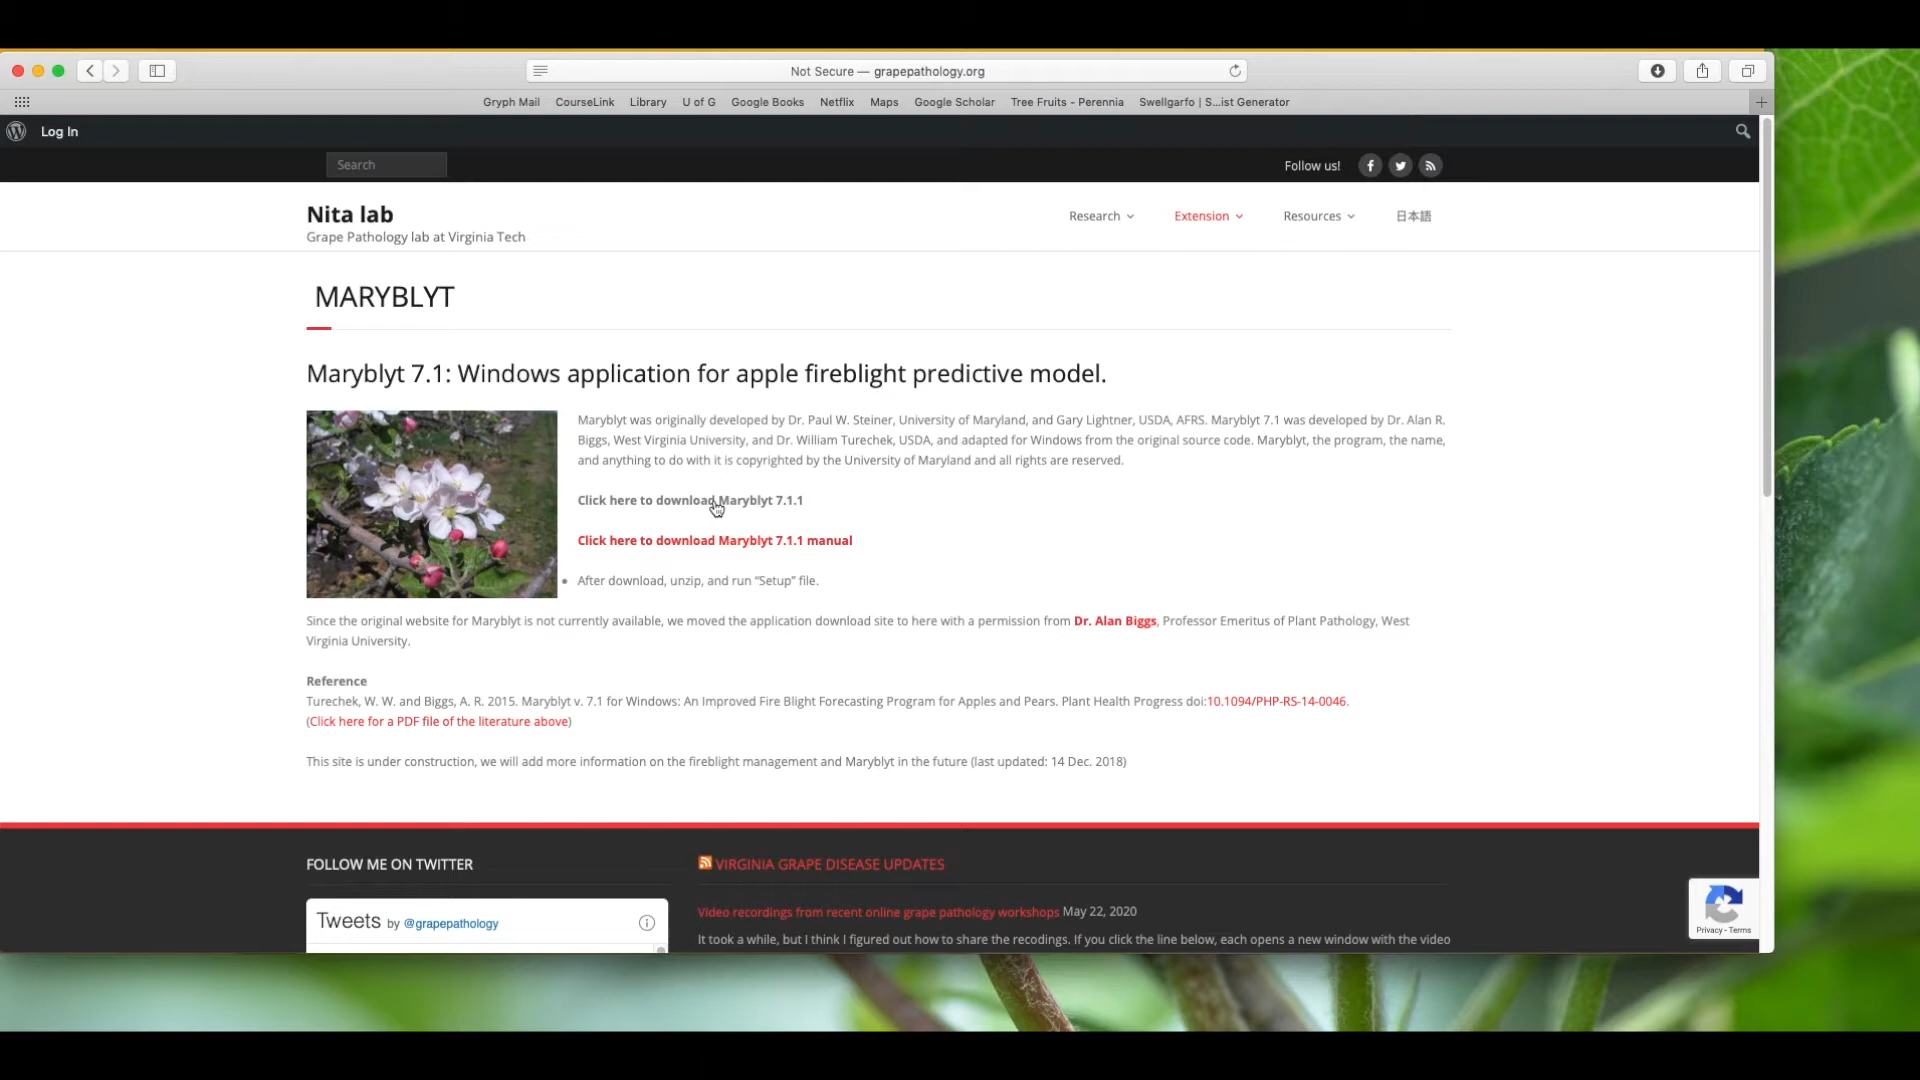 Not Secure — grapepathology.org
Gryph Mail CourseLink Library U of G Google Books Netflix Maps Google Scholar Tree Fruits - Perennia Swellgarfo | S...ist Generator
Log In
Search
Follow us!
Nita lab
Grape Pathology lab at Virginia Tech
Research Extension Resources 日本語
MARYBLYT
Maryblyt 7.1: Windows application for apple fireblight predictive model.
Maryblyt was originally developed by Dr. Paul W. Steiner, University of Maryland, and Gary Lightner, USDA, AFRS. Maryblyt 7.1 was developed by Dr. Alan R.
Biggs, West Virginia University, and Dr. William Turechek, USDA, and adapted for Windows from the original source code. Maryblyt, the program, the name,
and anything to do with it is copyrighted by the University of Maryland and all rights are reserved.
Click here to download Maryblyt 7.1.1
Click here to download Maryblyt 7.1.1 manual
• After download, unzip, and run “Setup” file.
Since the original website for Maryblyt is not currently available, we moved the application download site to here with a permission from Dr. Alan Biggs, Professor Emeritus of Plant Pathology, West
Virginia University.
Reference
Turechek, W. W. and Biggs, A. R. 2015. Maryblyt v. 7.1 for Windows: An Improved Fire Blight Forecasting Program for Apples and Pears. Plant Health Progress doi:10.1094/PHP-RS-14-0046.
(Click here for a PDF file of the literature above)
This site is under construction, we will add more information on the fireblight management and Maryblyt in the future (last updated: 14 Dec. 2018)
FOLLOW ME ON TWITTER
VIRGINIA GRAPE DISEASE UPDATES
Tweets by @grapepathology
Video recordings from recent online grape pathology workshops May 22, 2020
It took a while, but I think I figured out how to share the recodings. If you click the line below, each opens a new window with the video
Privacy - Terms